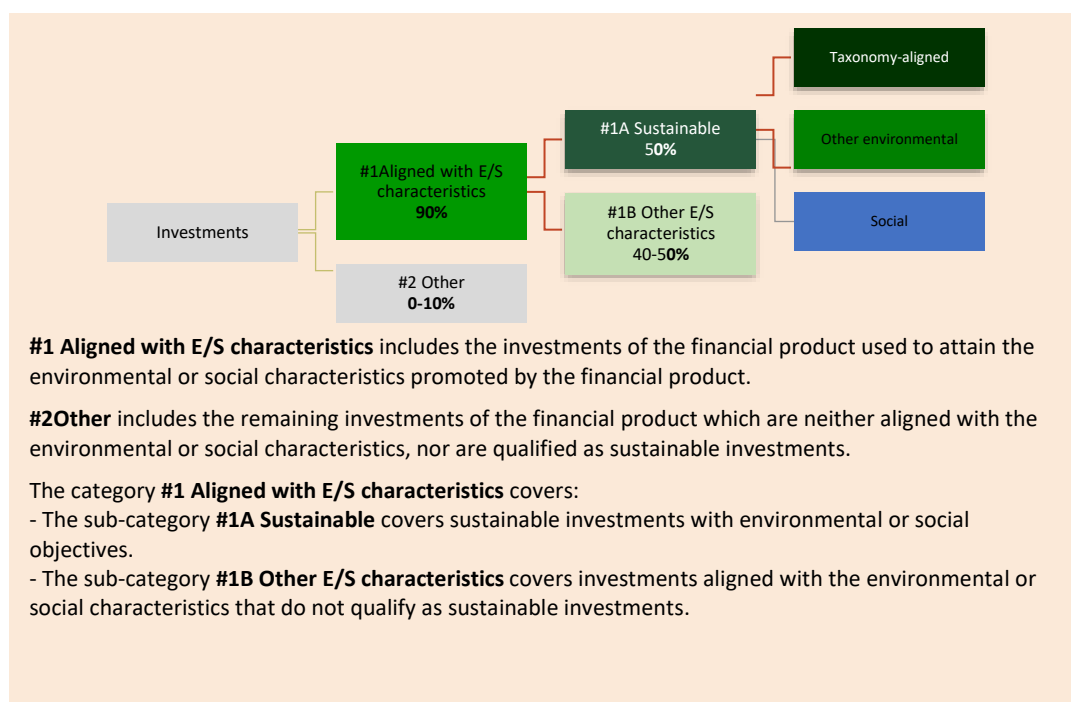 Taxonomy-aligned
#1A Sustainable
50%
Other environmental
#1Aligned with E/S
characteristics
90%
#1B Other E/S
characteristics
40-50%
Social
Investments
#2 Other
0-10%
#1 Aligned with E/S characteristics includes the investments of the financial product used to attain the
environmental or social characteristics promoted by the financial product.
#2Other includes the remaining investments of the financial product which are neither aligned with the
environmental or social characteristics, nor are qualified as sustainable investments.
The category #1 Aligned with E/S characteristics covers:
- The sub-category #1A Sustainable covers sustainable investments with environmental or social
objectives.
- The sub-category #1B Other E/S characteristics covers investments aligned with the environmental or
social characteristics that do not qualify as sustainable investments.